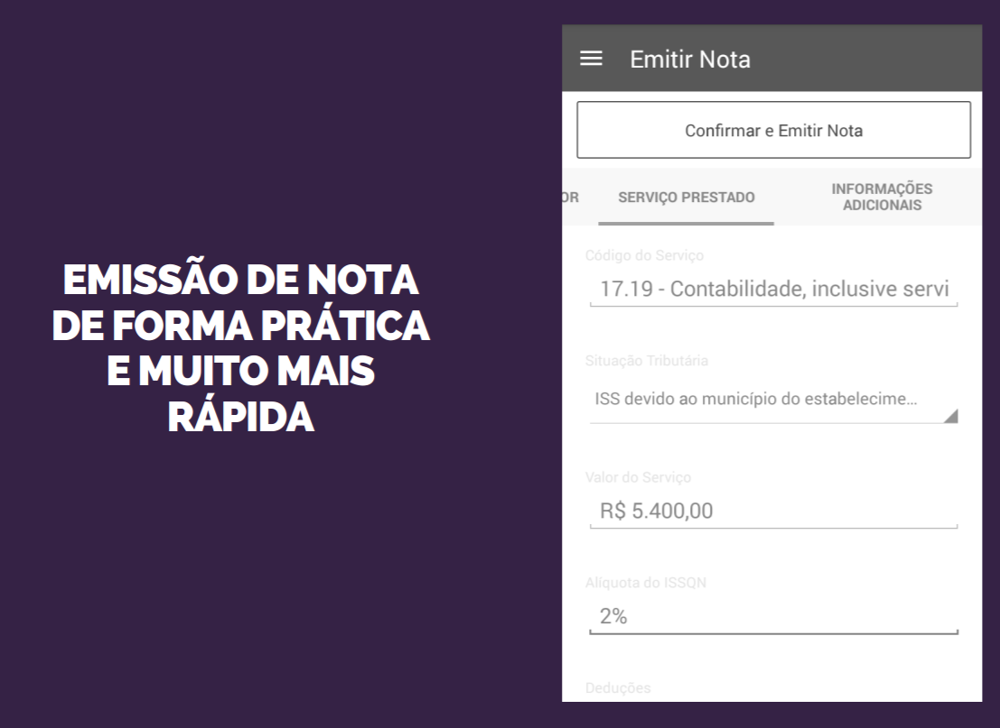 EMISSÃO DE NOTA
DE FORMA PRÁTICA
E MUITO MAIS
RÁPIDA
Emitir Nota
Confirmar e Emitir Nota
OR
SERVIÇO PRESTADO
INFORMAÇÕES
ADICIONAIS
Código do Serviço
17.19 - Contabilidade, inclusive servi
Situação Tributária
ISS devido ao município do estabelecime...
Valor do Serviço
R$ 5.400,00
Alíquota do ISSQN
2%
Deduções